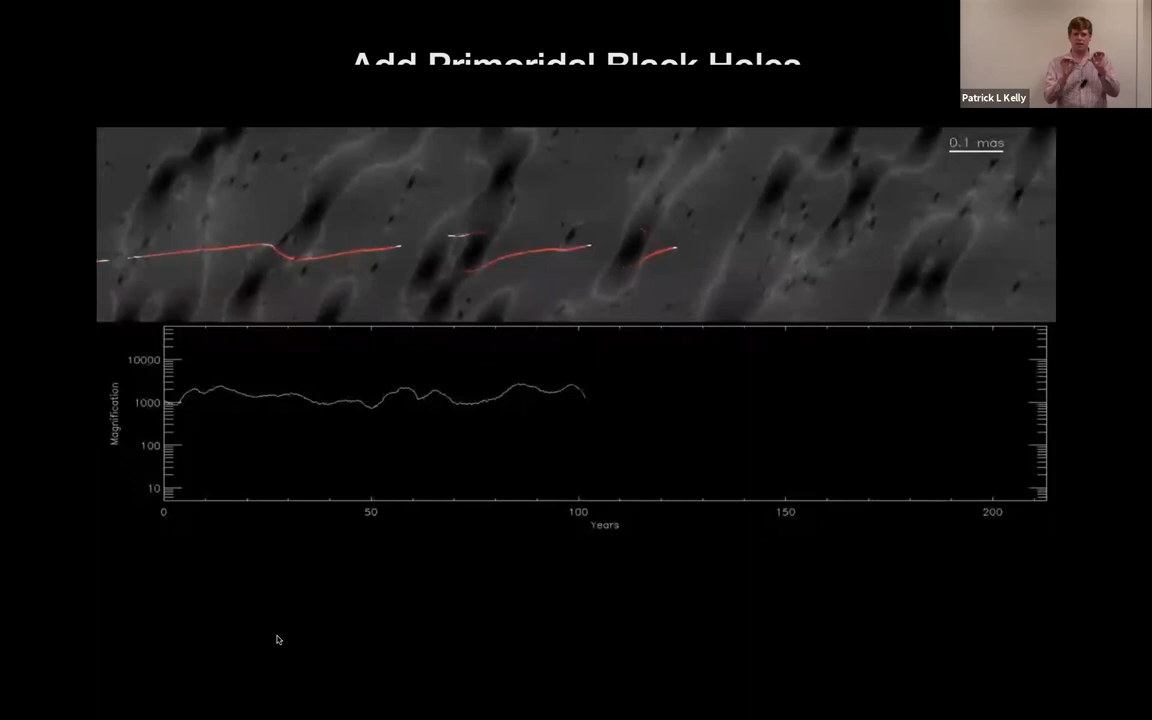 Add Primoridal Black Holes
Patrick L Kelly
0.1 mas
10000
1000
100
10
Magnification
0
50
100
150
200
Years